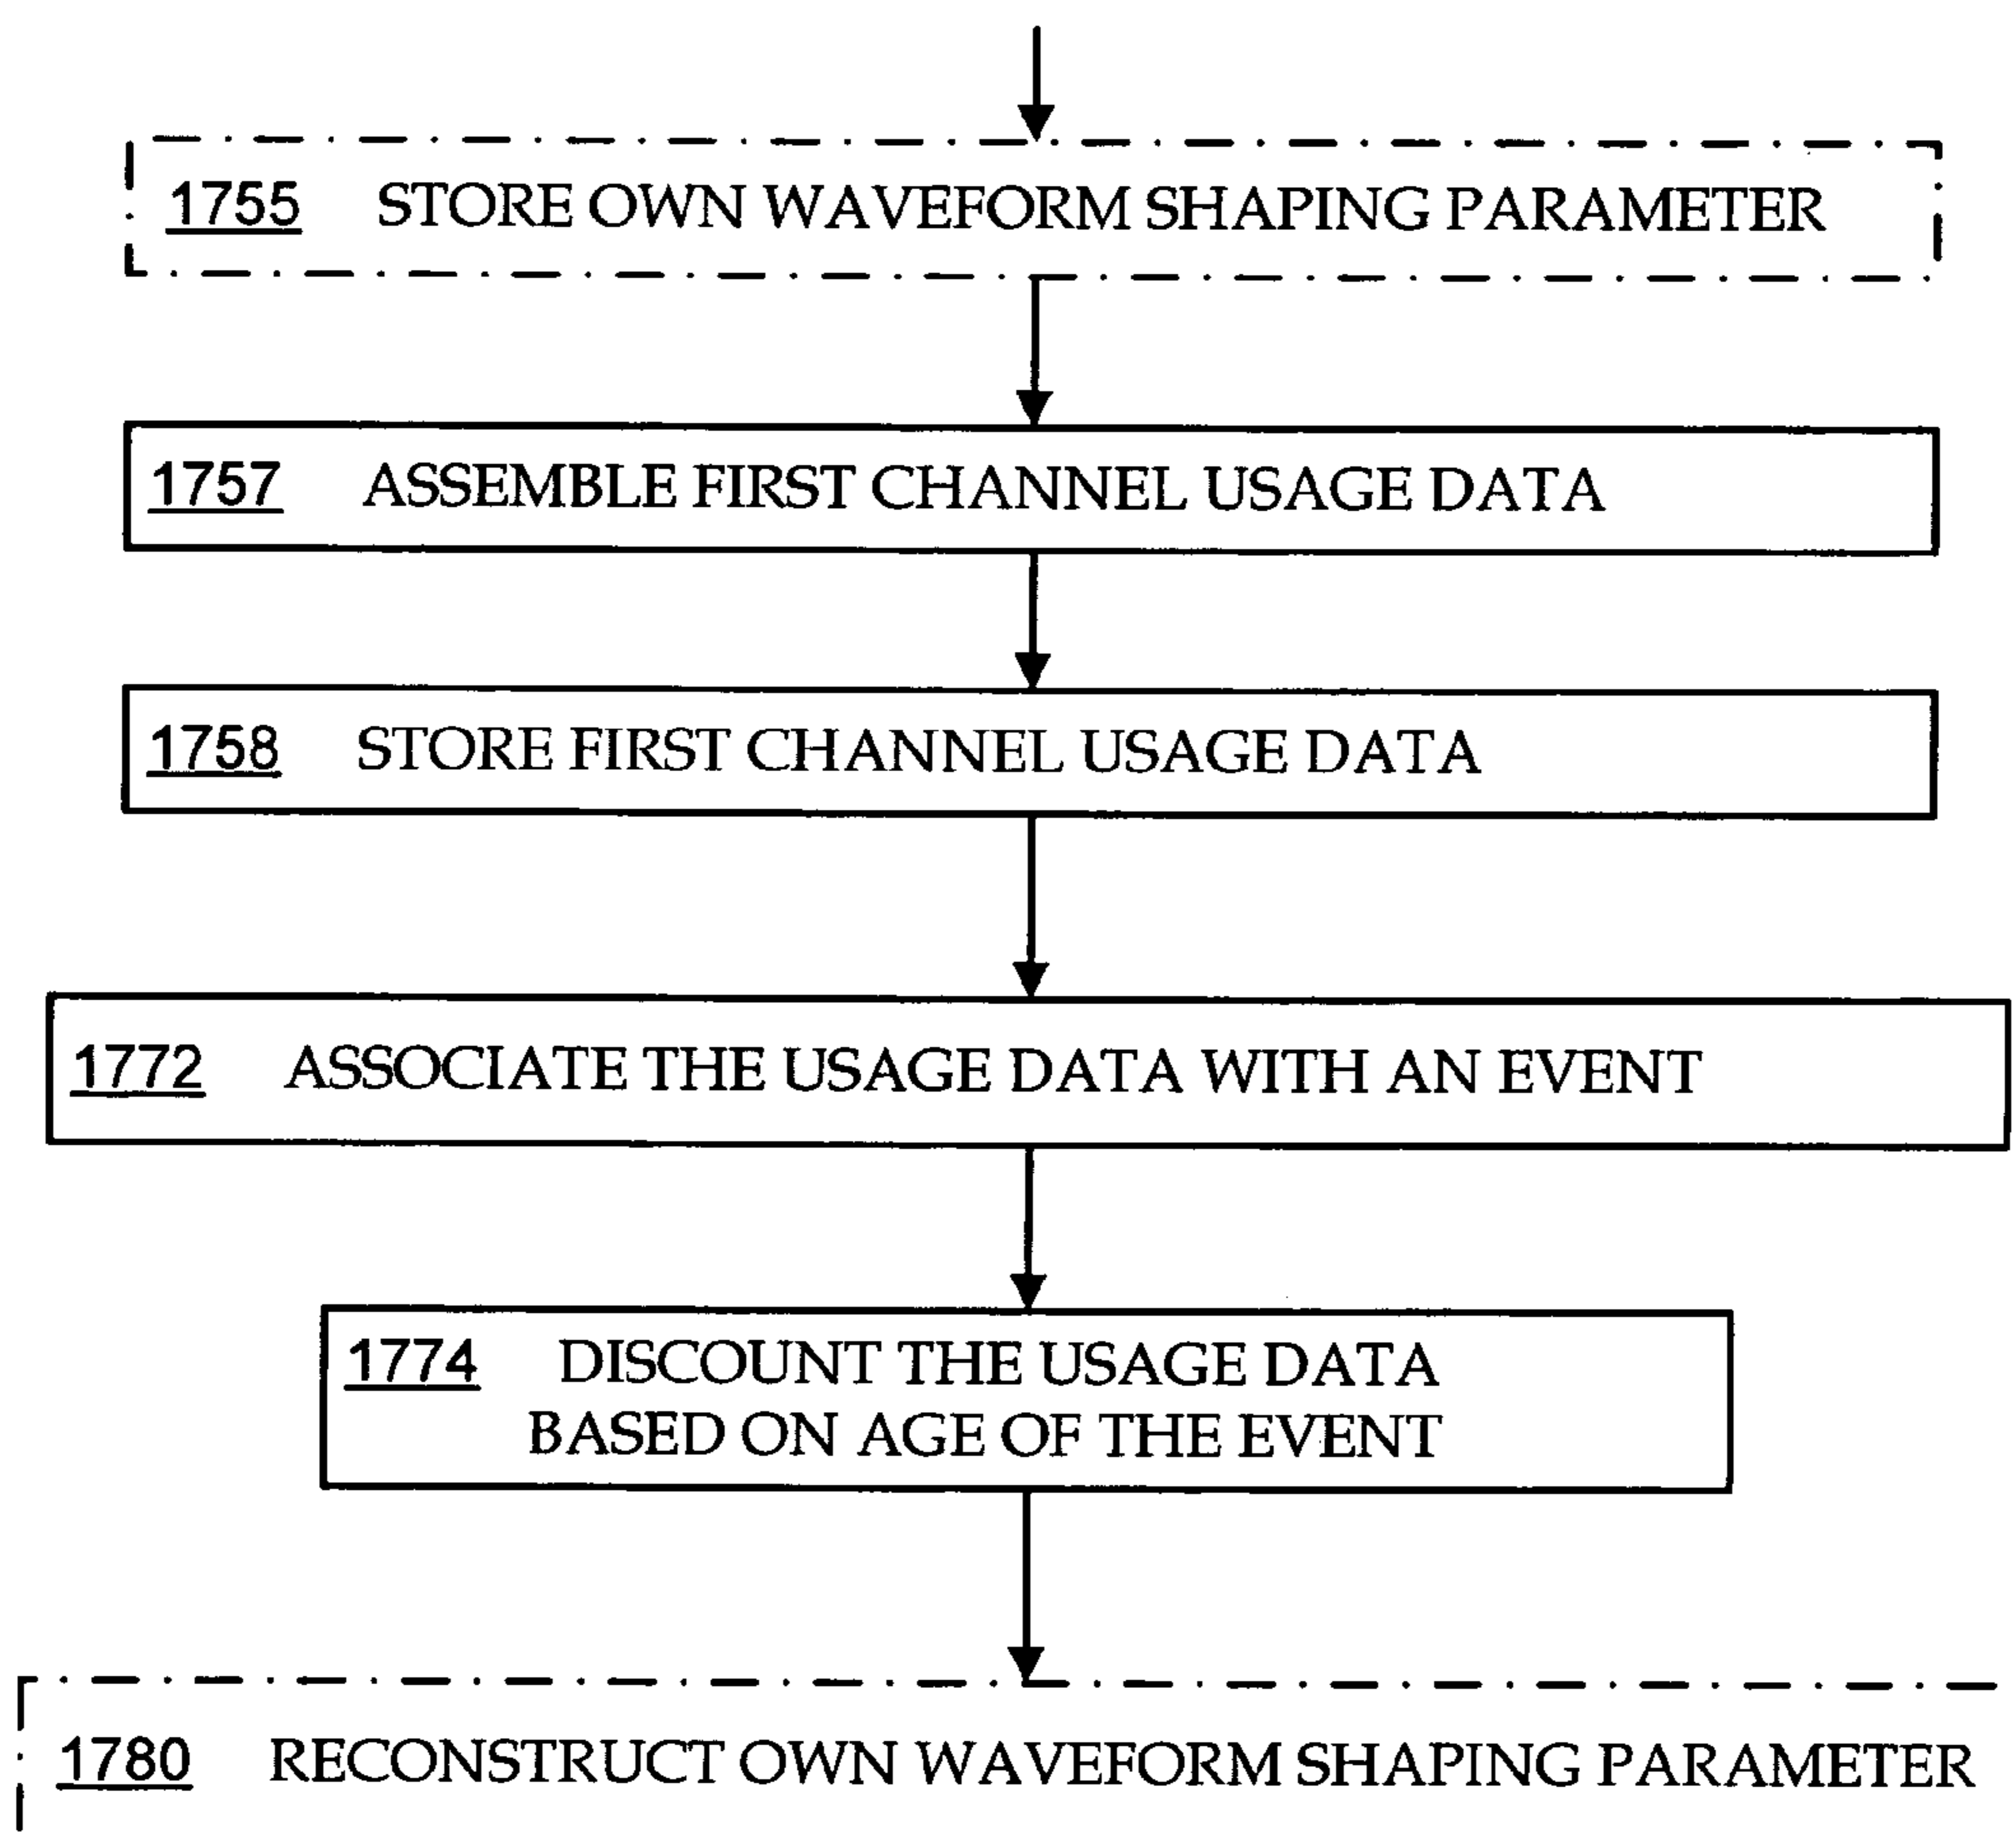 1755 STORE OWN WAVEFORM SHAPING PARAMETER
1757 ASSEMBLE FIRST CHANNEL USAGE DATA
1758 STORE FIRST CHANNEL USAGE DATA
1772 ASSOCIATE THE USAGE DATA WITH AN EVENT
1774 DISCOUNT THE USAGE DATA
BASED ON AGE OF THE EVENT
1780 RECONSTRUCT OWN WAVEFORM SHAPING PARAMETER